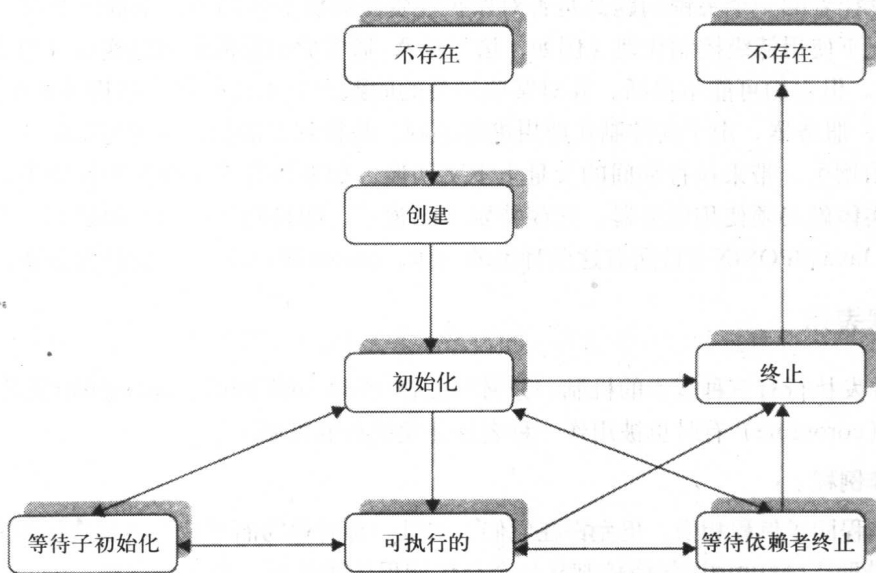 不存在
不存在
创建
初始化
终止
等待子初始化
可执行的
等待依赖者终止